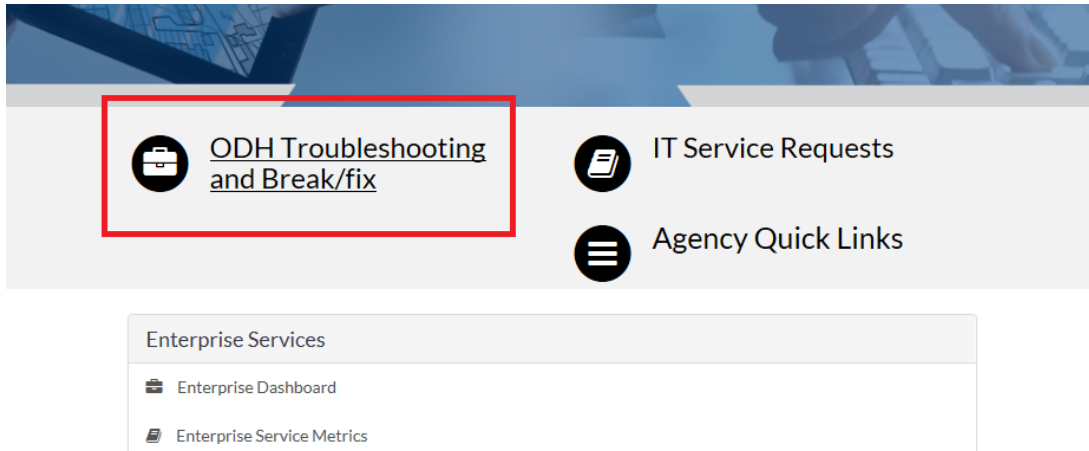 ODH Troubleshooting
and Break/fix
IT Service Requests
Agency Quick Links
Enterprise Services
Enterprise Dashboard
Enterprise Service Metrics